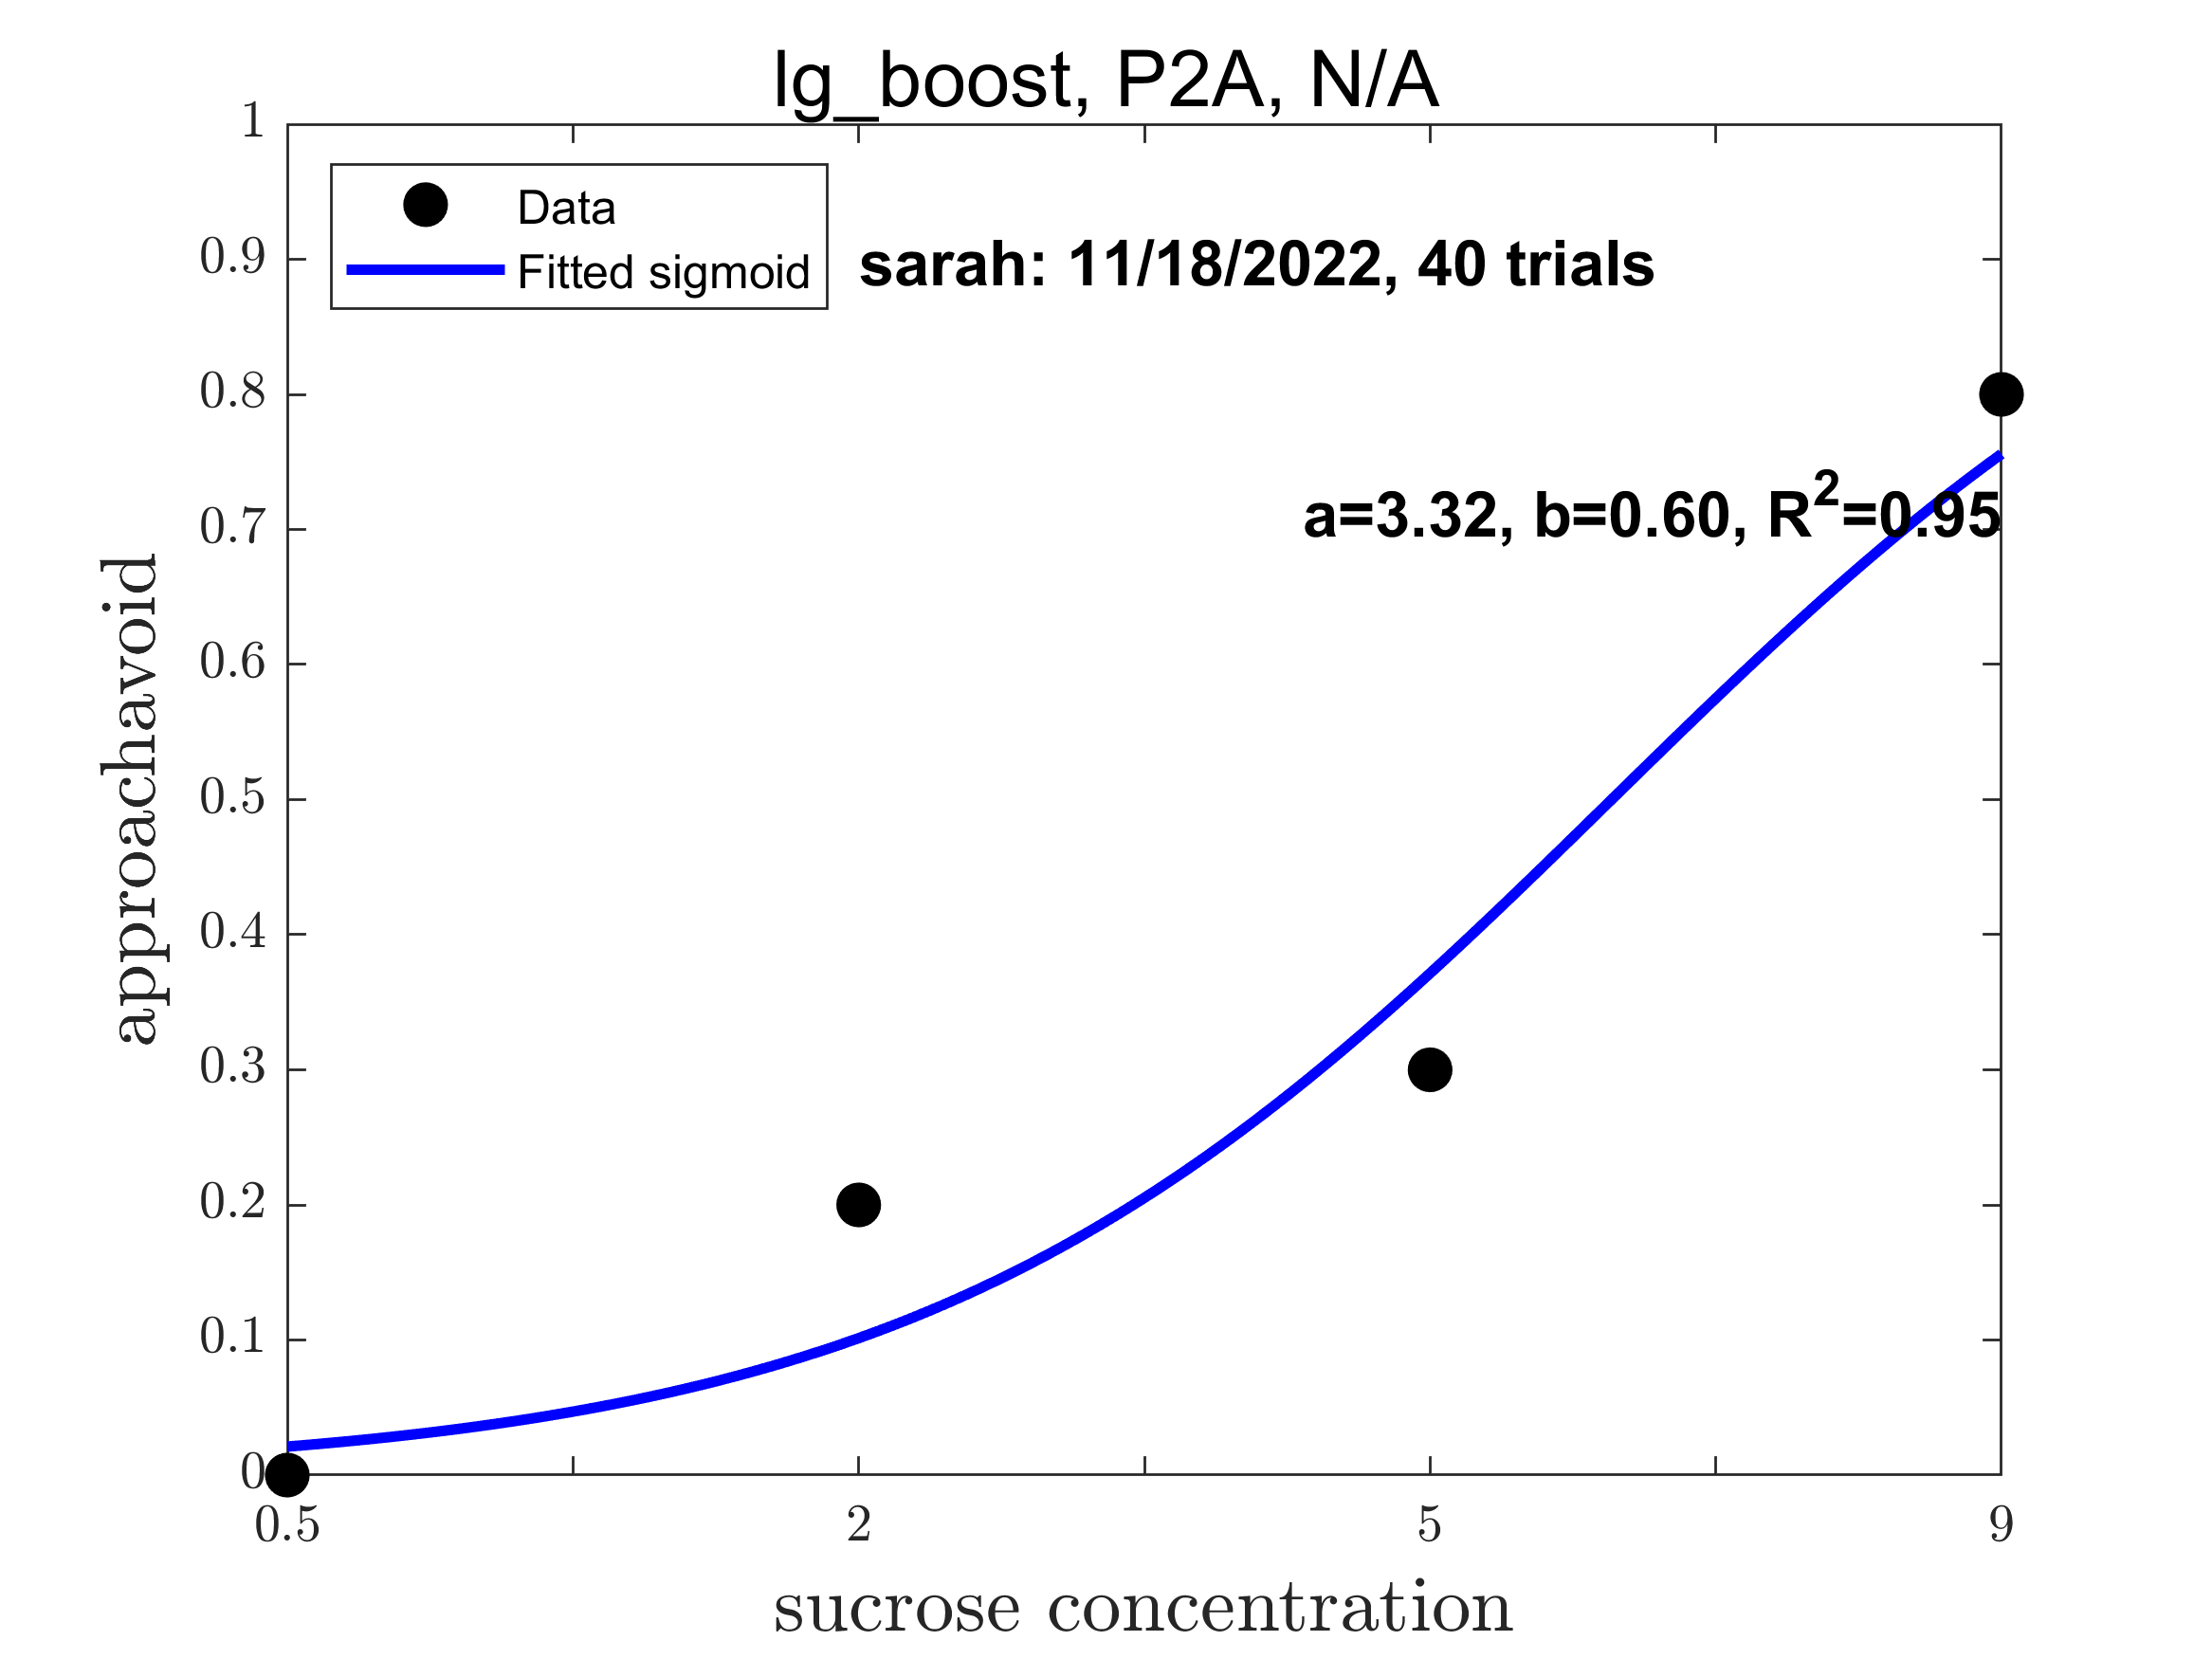 lg_boost, P2A, N/A
1
0.9
0.8
0.7
0.6
0.5
0.4
0.3
0.2
0.1
0
Data
Fitted sigmoid
sarah: 11/18/2022, 40 trials
a=3.32, b=0.60, R²=0.95
approachavoid
0.5 2 5 9
sucrose concentration